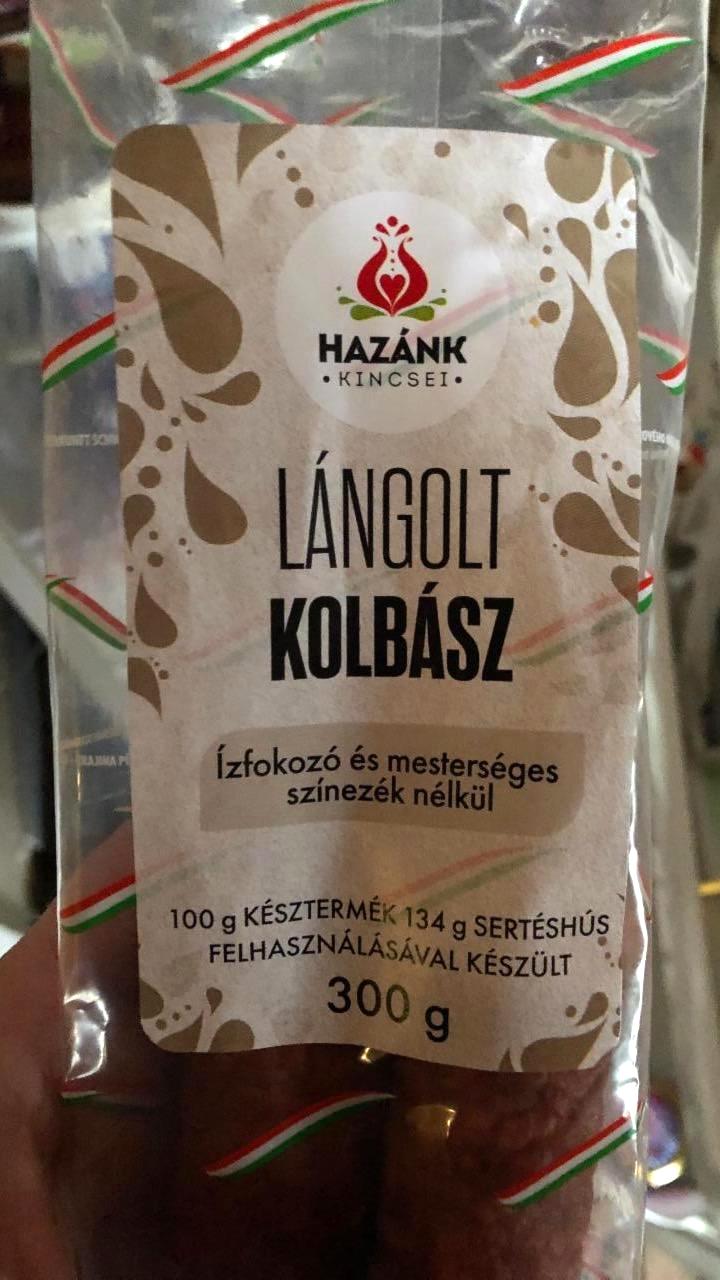 HAZÁNK
•KINCSEI•
LÁNGOLT
KOLBÁSZ
Ízfokozó és mesterséges
színezék nélkül
100 g KÉSZTERMÉK 134 g SERTÉSHÚS
FELHASZNÁLÁSÁVAL KÉSZÜLT
300 g